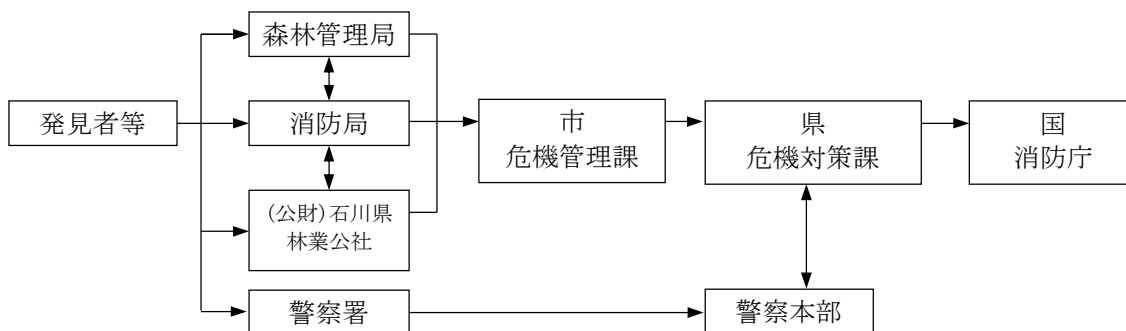 発見者等
森林管理局
消防局
(公財)石川県
林業公社
警察署
市
危機管理課
県
危機対策課
国
消防庁
警察本部